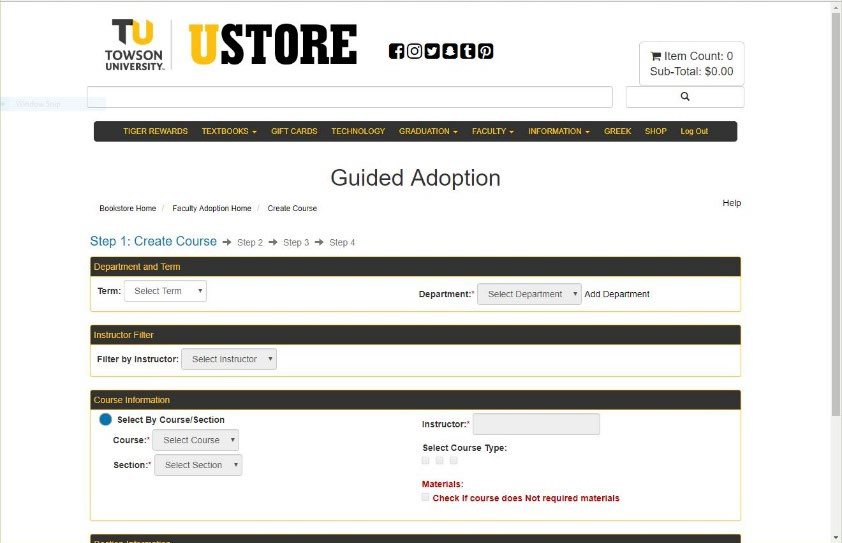 TU
TOWSON
UNIVERSITY.
USTORE
Item Count: 0
Sub-Total: $0.00
Window Snip
TIGER REWARDS TEXTBOOKS GIFT CARDS TECHNOLOGY GRADUATION FACULTY INFORMATION GREEK SHOP Log Out
Guided Adoption
Help
Bookstore Home / Faculty Adoption Home / Create Course
Step 1: Create Course → Step 2 → Step 3 → Step 4
Department and Term
Term: Select Term Department:* Select Department Add Department
Instructor Filter
Filter by Instructor: Select Instructor
Course Information
Select By Course/Section
Instructor:*
Course:* Select Course
Select Course Type:
Section:* Select Section
Materials:
Check if course does Not required materials
Section Information